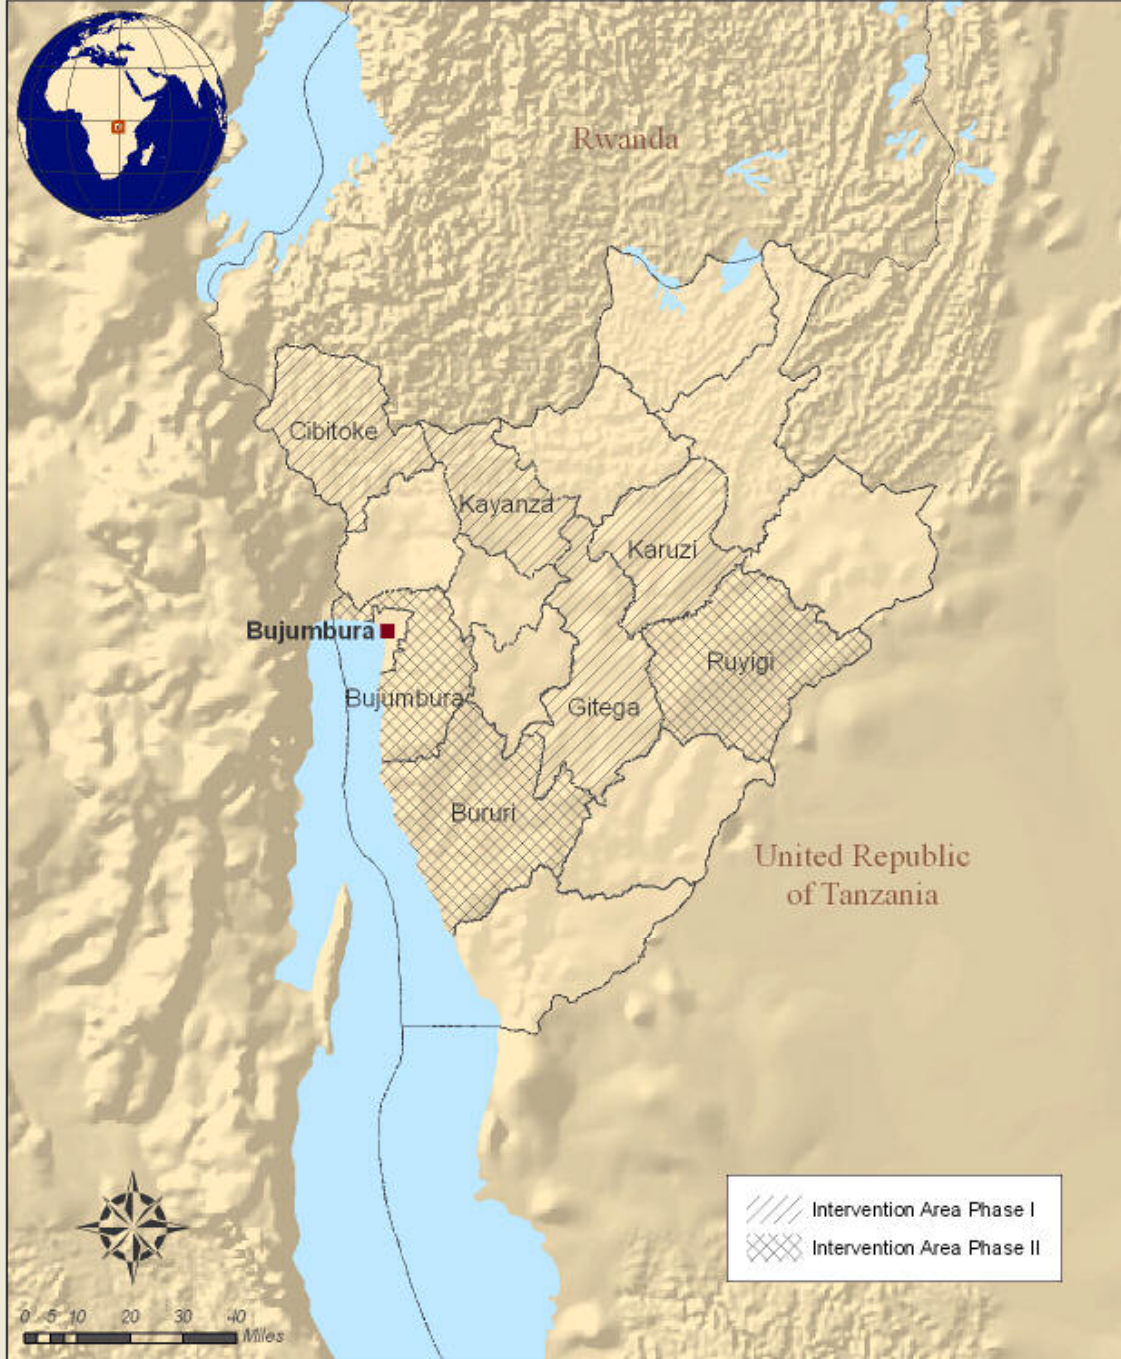 Rwanda
Cibitoke
Kayanza
Karuzi
Bujumbura
Ruyigi
Bujumbura
Gitega
Bururi
United Republic
of Tanzania
Intervention Area Phase I
Intervention Area Phase II
0 5 10 20 30 40
Miles